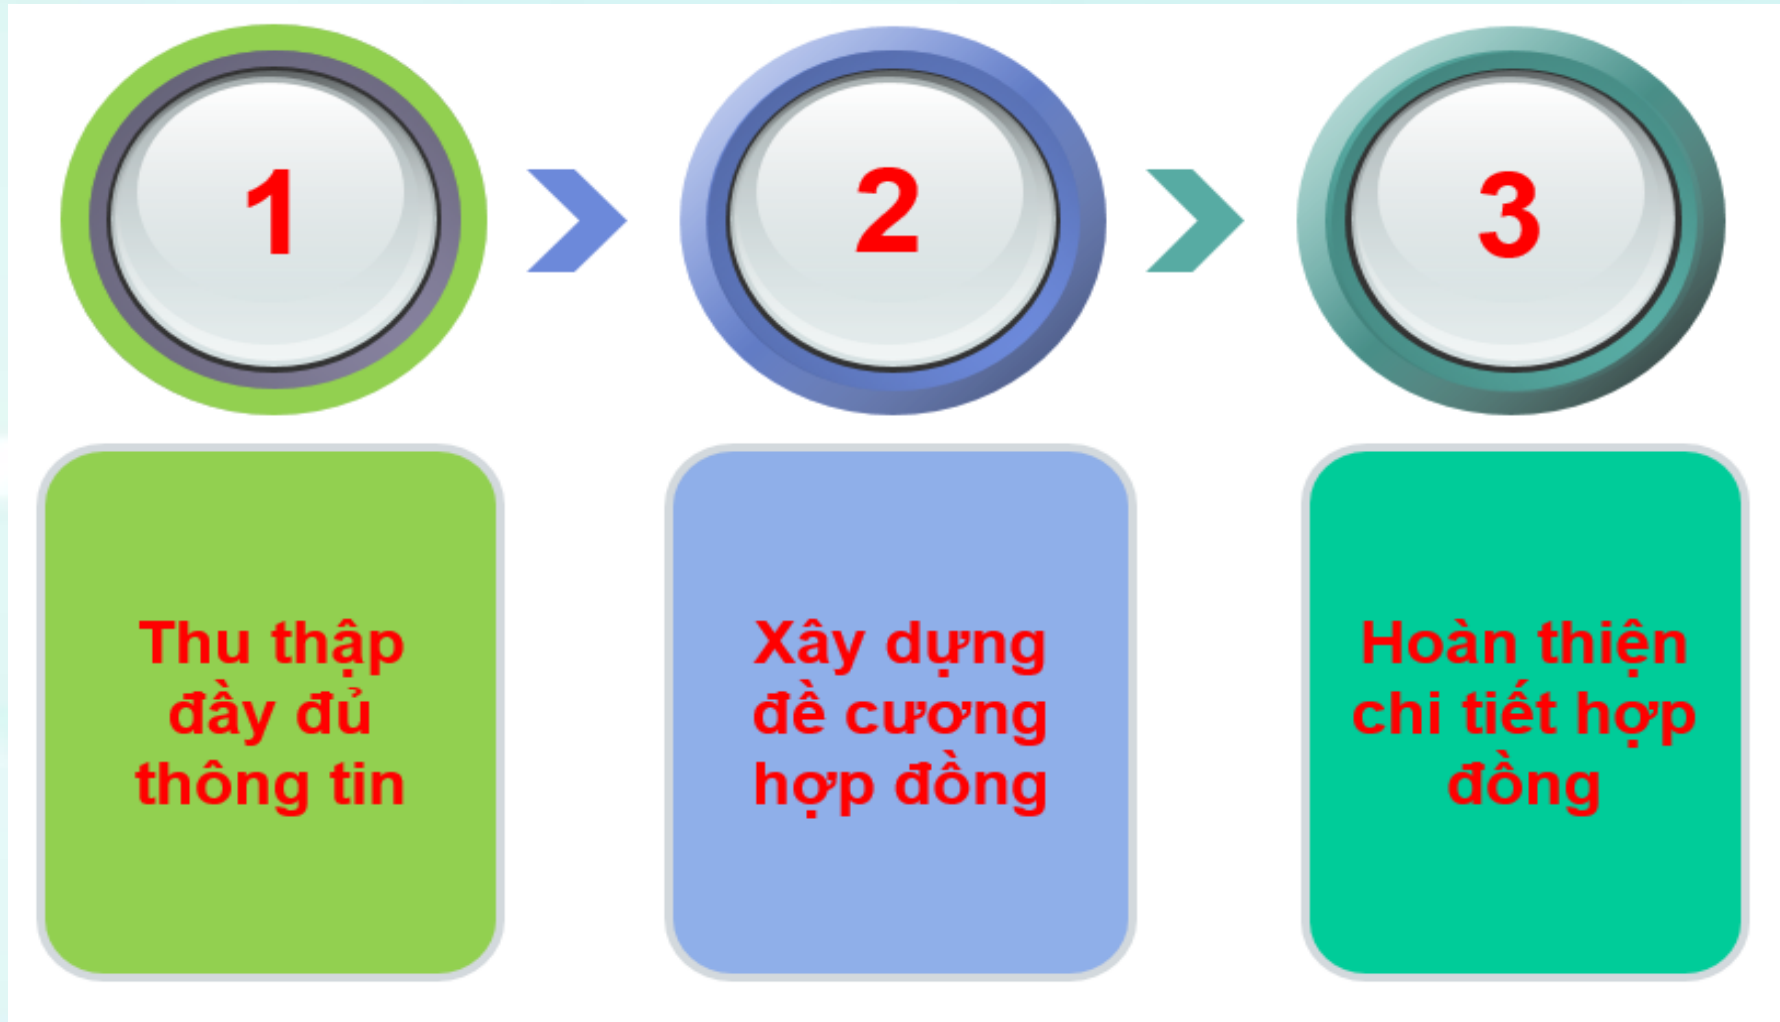 1
2
3
Thu thập
đầy đủ
thông tin
Xây dựng
đề cương
hợp đồng
Hoàn thiện
chi tiết hợp
đồng